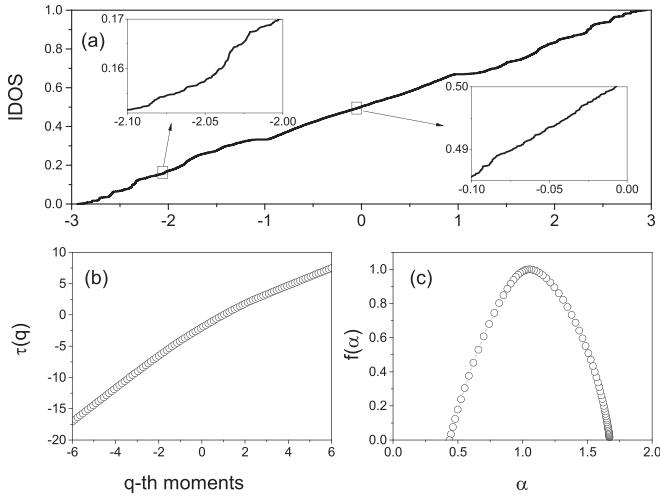 1.0
0.8
0.6
0.4
0.2
0.0
IDOS
(a)
0.17
0.16
-2.10 -2.05 -2.00
0.50
0.49
-0.10 -0.05 0.00
-3 -2 -1 0 1 2 3
10
5
0
-5
-10
-15
-20
τ(q)
(b)
-6 -4 -2 0 2 4 6
q-th moments
1.0
0.8
0.6
0.4
0.2
0.0
f(α)
(c)
0.0 0.5 1.0 1.5 2.0
α